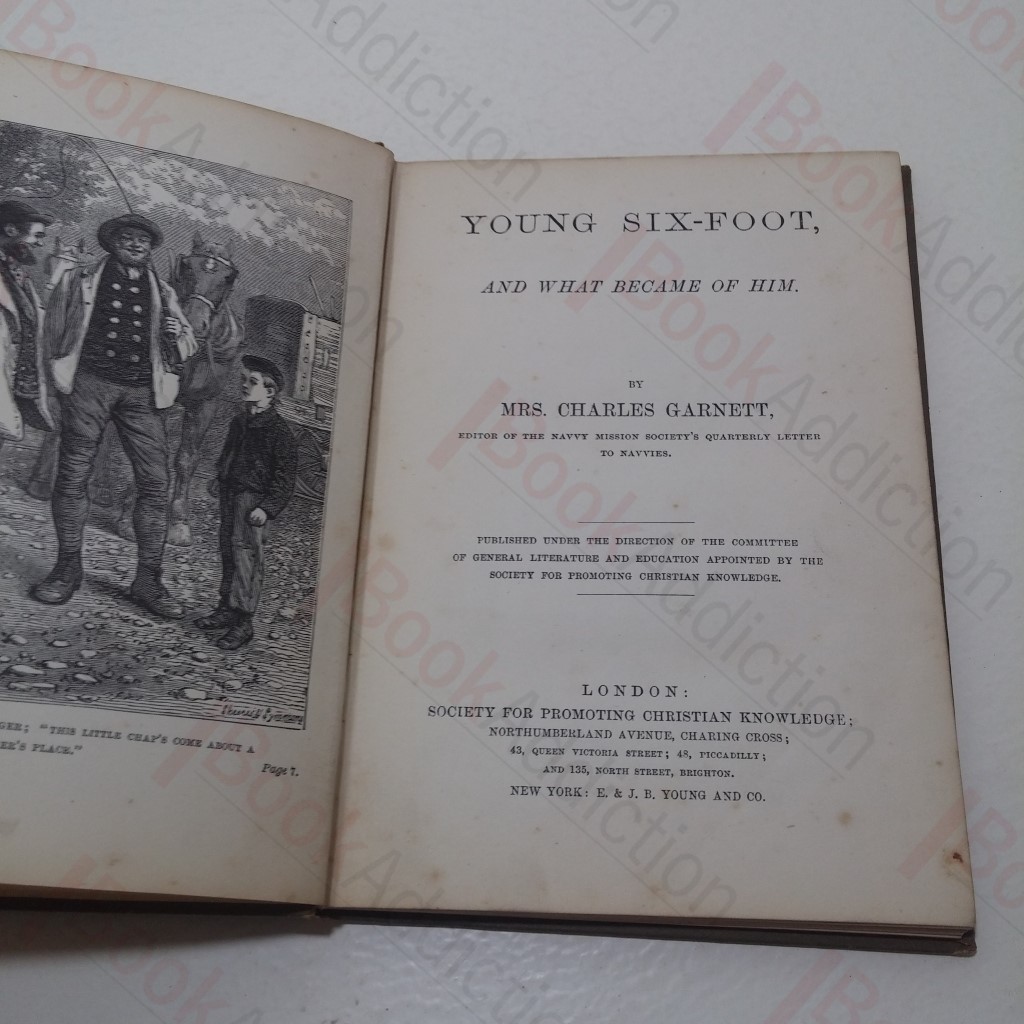 GER; "THIS LITTLE CHAP'S COME ABOUT A
ER'S PLACE."
Page 7.
YOUNG SIX-FOOT,
AND WHAT BECAME OF HIM.
BY
MRS. CHARLES GARNETT,
EDITOR OF THE NAVVY MISSION SOCIETY'S QUARTERLY LETTER
TO NAVVIES.
PUBLISHED UNDER THE DIRECTION OF THE COMMITTEE
OF GENERAL LITERATURE AND EDUCATION APPOINTED BY THE
SOCIETY FOR PROMOTING CHRISTIAN KNOWLEDGE.
LONDON:
SOCIETY FOR PROMOTING CHRISTIAN KNOWLEDGE;
NORTHUMBERLAND AVENUE, CHARING CROSS;
43, QUEEN VICTORIA STREET; 48, PICCADILLY;
AND 135, NORTH STREET, BRIGHTON.
NEW YORK: E. & J. B. YOUNG AND CO.
BookAddiction